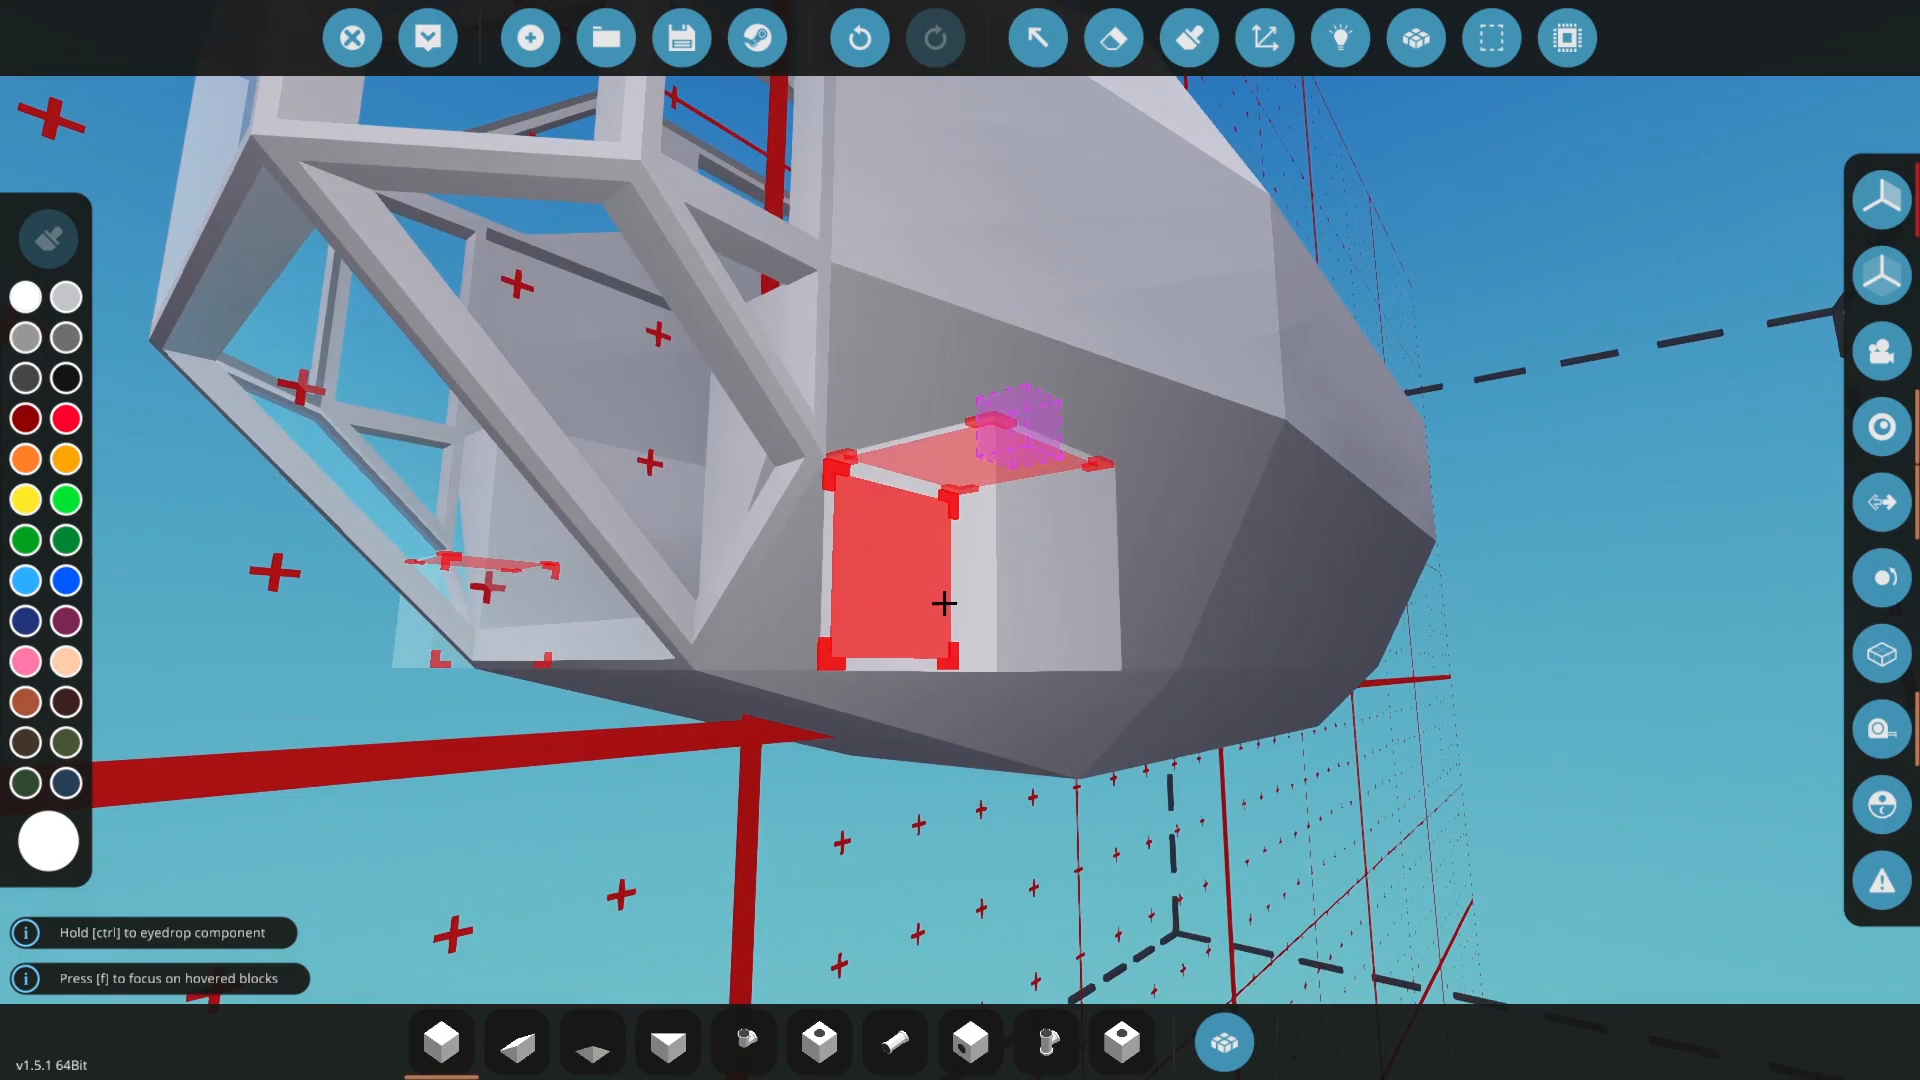 Hold [ctrl] to eyedrop component
Press [f] to focus on hovered blocks
v1.5.1 64Bit